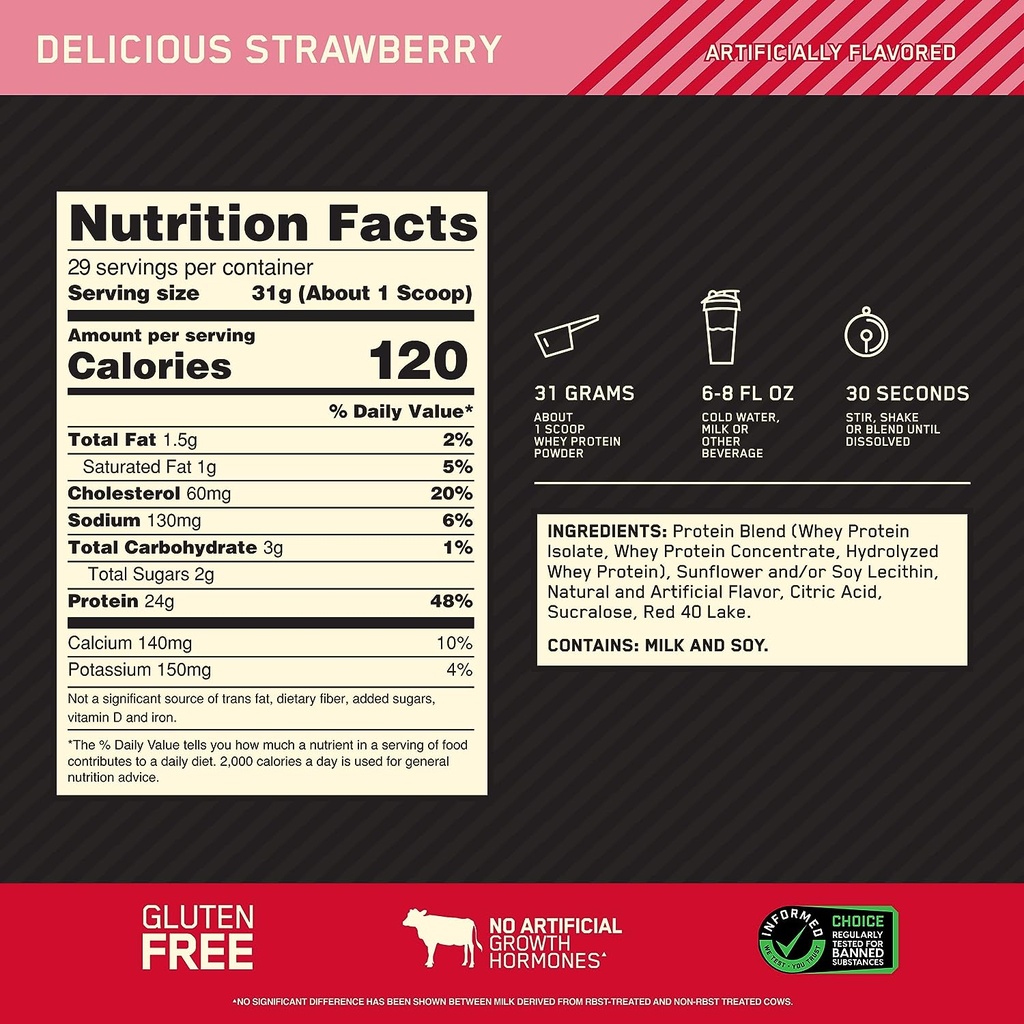 DELICIOUS STRAWBERRY
ARTIFICIALLY FLAVORED
Nutrition Facts
29 servings per container
Serving size 31g (About 1 Scoop)
Amount per serving
Calories 120
% Daily Value*
Total Fat 1.5g 2%
Saturated Fat 1g 5%
Cholesterol 60mg 20%
Sodium 130mg 6%
Total Carbohydrate 3g 1%
Total Sugars 2g
Protein 24g 48%
Calcium 140mg 10%
Potassium 150mg 4%
Not a significant source of trans fat, dietary fiber, added sugars,
vitamin D and iron.
*The % Daily Value tells you how much a nutrient in a serving of food
contributes to a daily diet. 2,000 calories a day is used for general
nutrition advice.
31 GRAMS
ABOUT
1 SCOOP
WHEY PROTEIN
POWDER
6-8 FL OZ
COLD WATER,
MILK OR
OTHER
BEVERAGE
30 SECONDS
STIR, SHAKE
OR BLEND UNTIL
DISSOLVED
INGREDIENTS: Protein Blend (Whey Protein
Isolate, Whey Protein Concentrate, Hydrolyzed
Whey Protein), Sunflower and/or Soy Lecithin,
Natural and Artificial Flavor, Citric Acid,
Sucralose, Red 40 Lake.
CONTAINS: MILK AND SOY.
GLUTEN
FREE
NO ARTIFICIAL
GROWTH
HORMONES▲
INFORMED
WE TEST · YOU TRUST
CHOICE
REGULARLY
TESTED FOR
BANNED
SUBSTANCES
▲NO SIGNIFICANT DIFFERENCE HAS BEEN SHOWN BETWEEN MILK DERIVED FROM RBST-TREATED AND NON-RBST TREATED COWS.